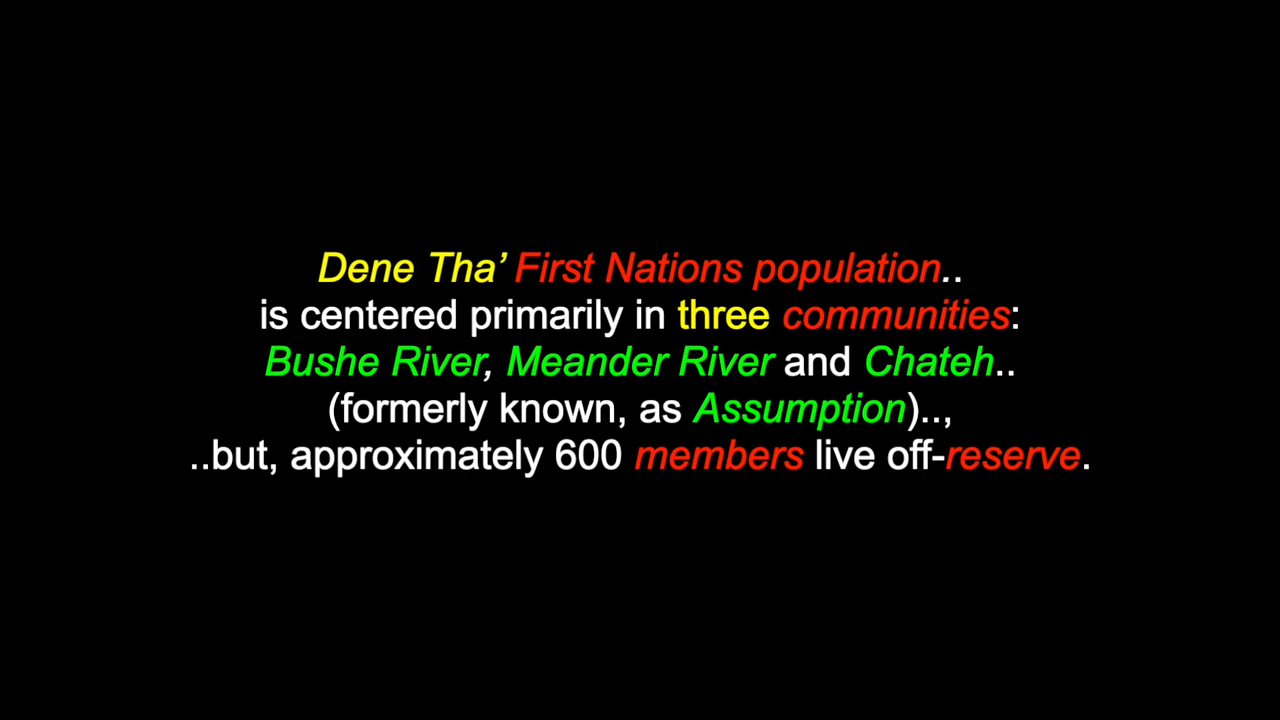 Dene Tha’ First Nations population..
is centered primarily in three communities:
Bushe River, Meander River and Chateh..
(formerly known, as Assumption)..,
..but, approximately 600 members live off-reserve.